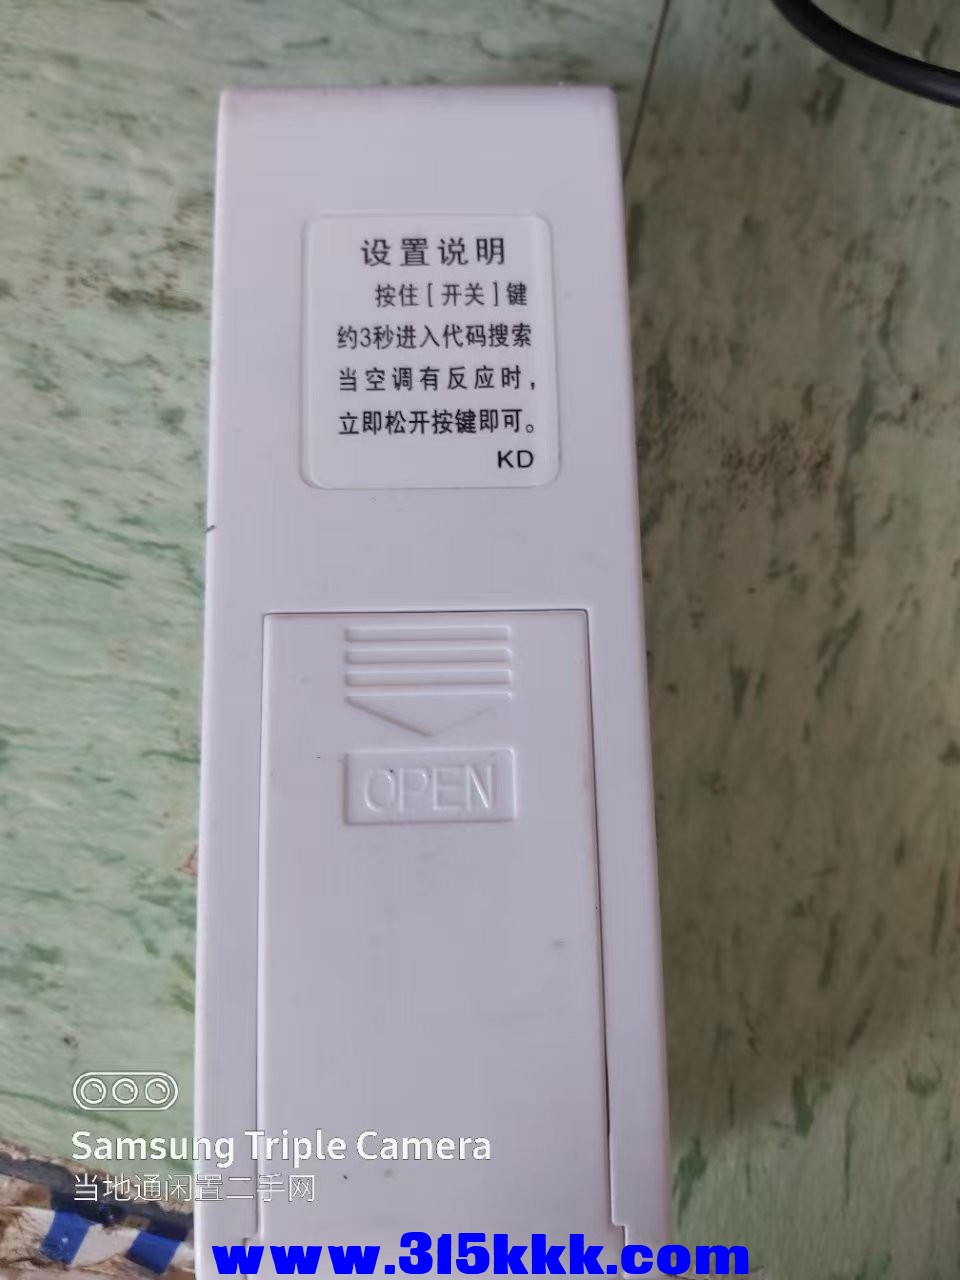 设置说明
按住[开关]键
约3秒进入代码搜索
当空调有反应时，
立即松开按键即可。
KD
OPEN
Samsung Triple Camera
当地通闲置二手网
www.315kkk.com